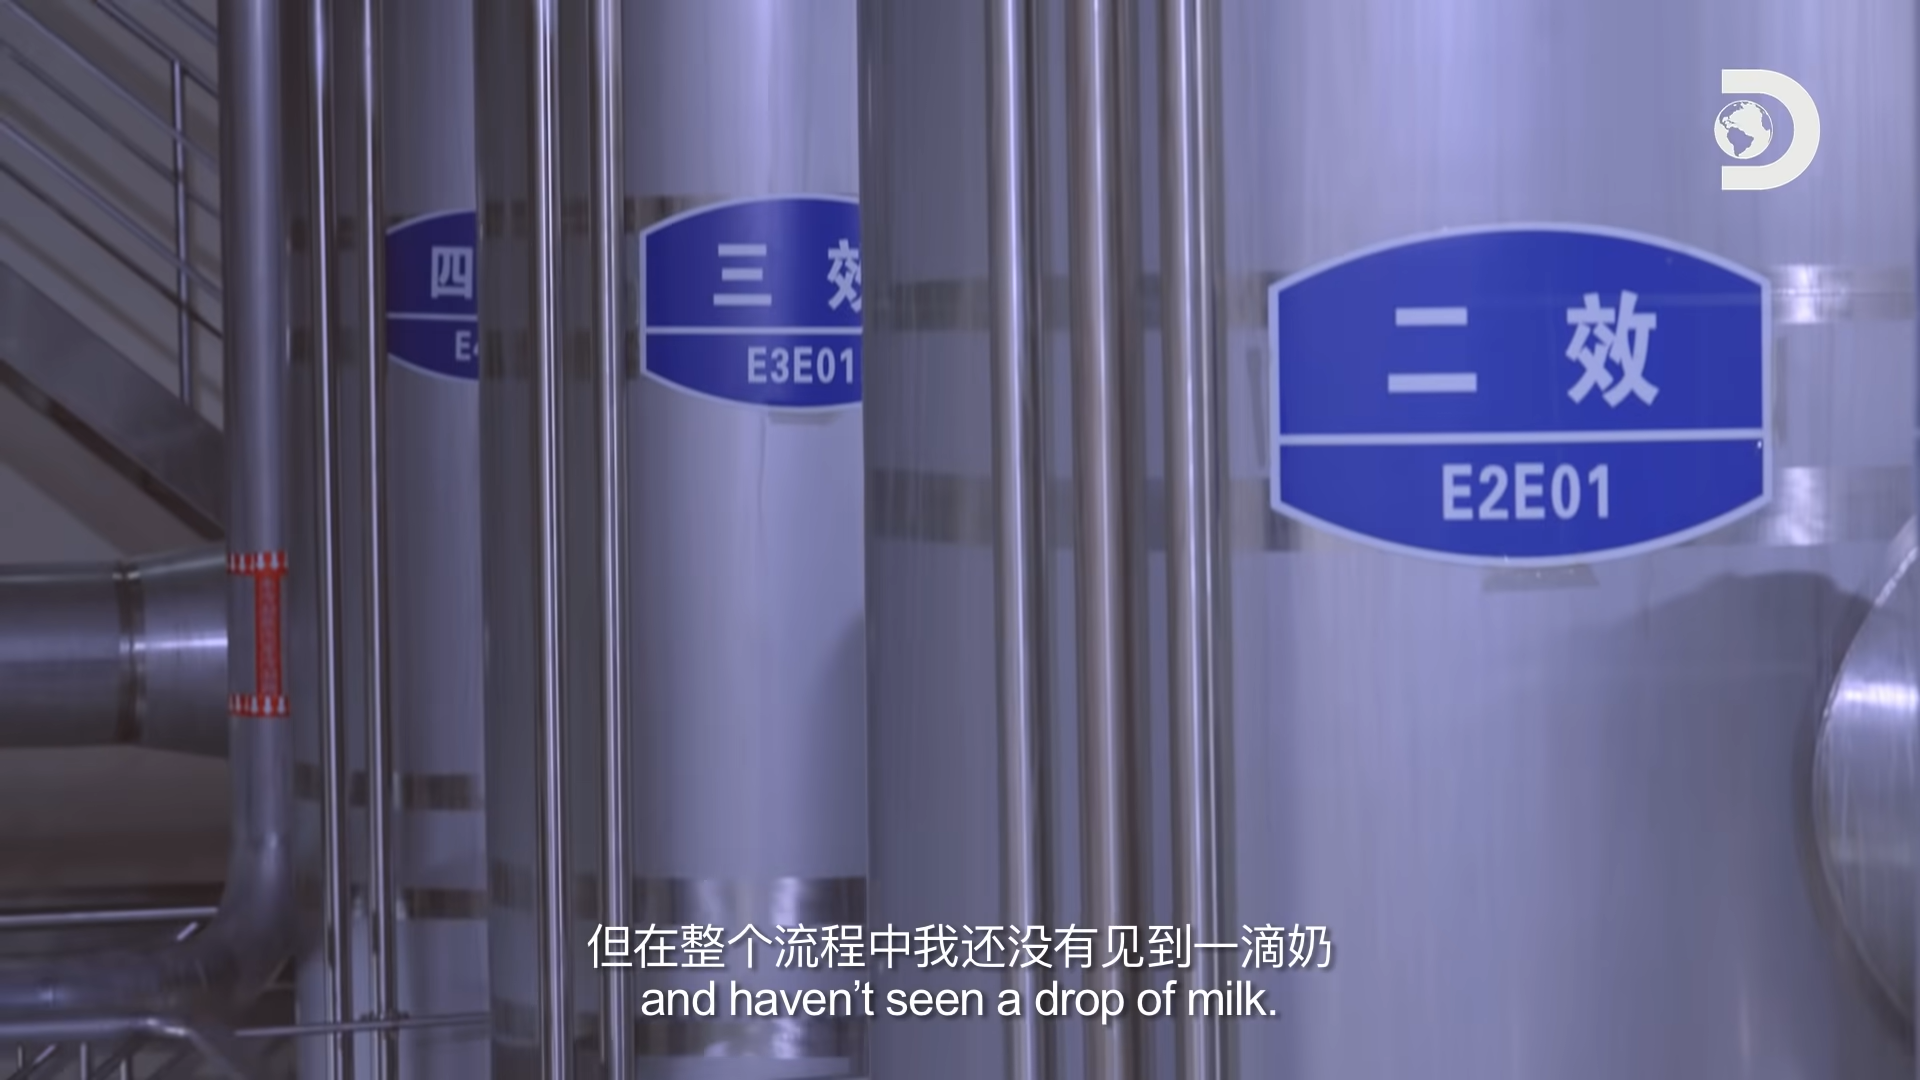 四
E4
三 效
E3E01
二 效
E2E01
但在整个流程中我还没有见到一滴奶
and haven't seen a drop of milk.